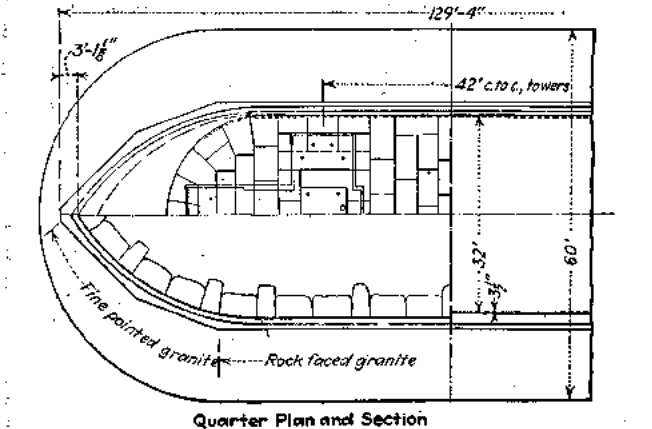 129'-4"
3'-1⅛"
42' c. to c., towers
32'
3½"
60'
Fine pointed granite
Rock faced granite
Quarter Plan and Section